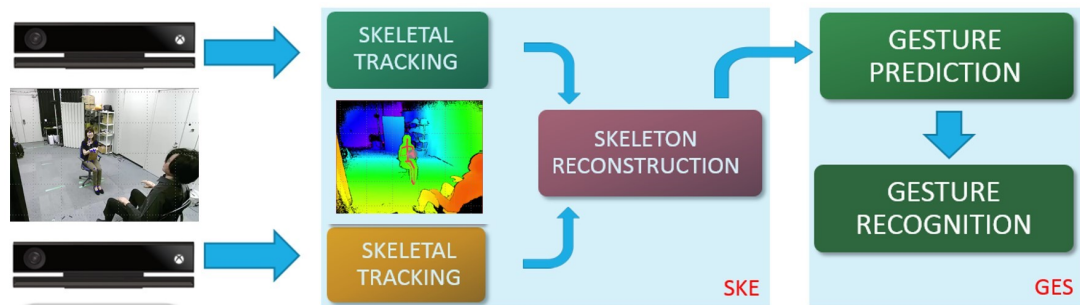 SKELETAL
TRACKING
SKELETAL
TRACKING
SKELETON
RECONSTRUCTION
SKE
GESTURE
PREDICTION
GESTURE
RECOGNITION
GES